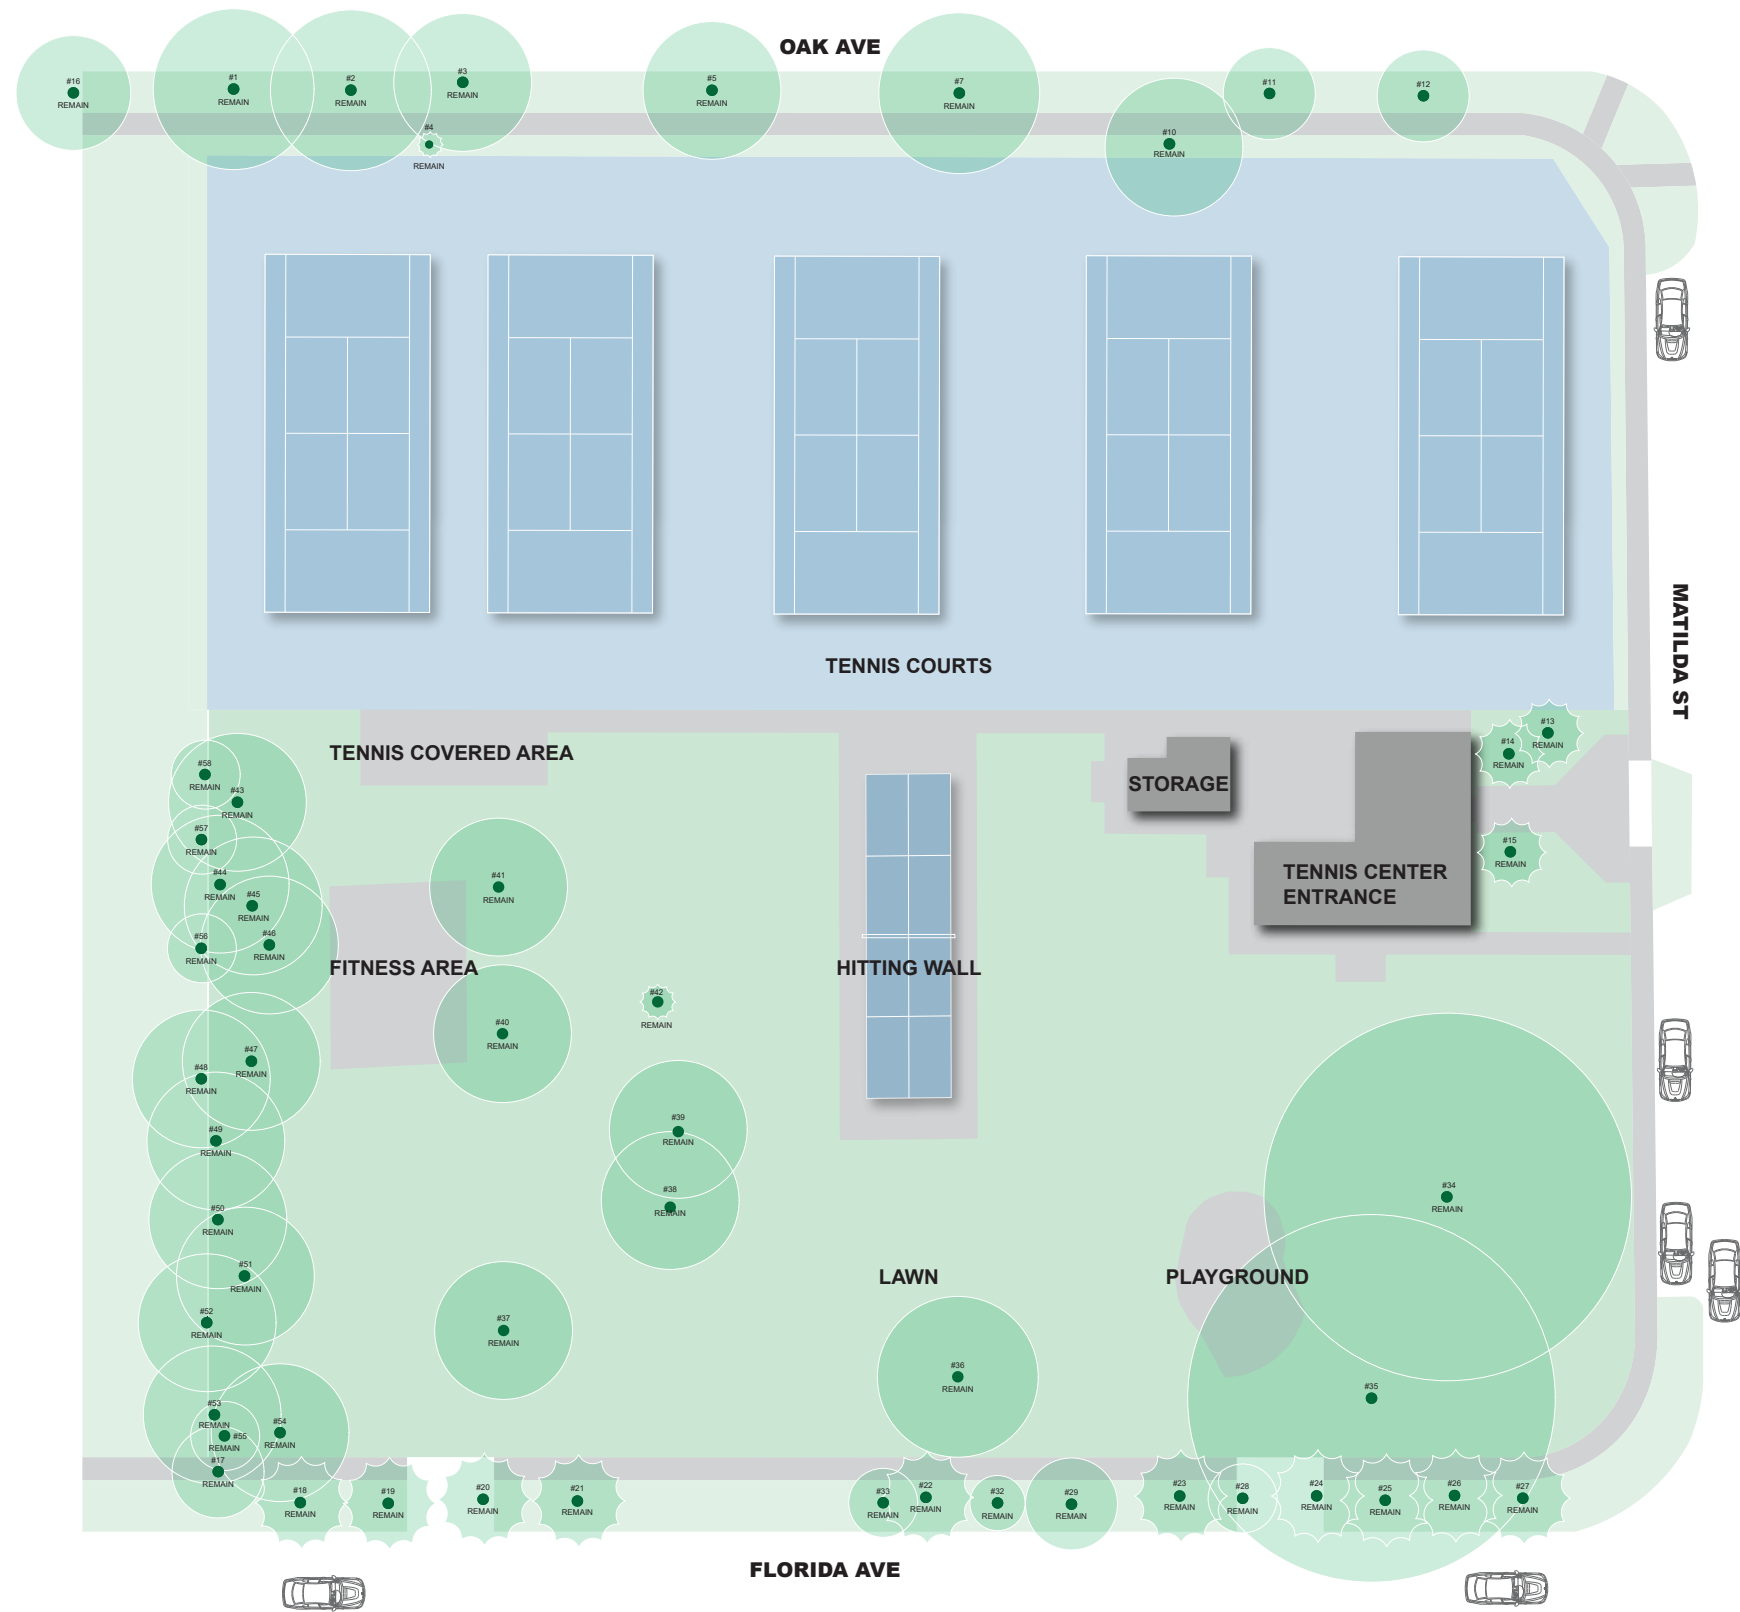 OAK AVE
#16
REMAIN
#1
REMAIN
#2
REMAIN
#3
REMAIN
#4
REMAIN
#5
REMAIN
#7
REMAIN
#10
REMAIN
#11
#12
TENNIS COURTS
MATILDA ST
TENNIS COVERED AREA
STORAGE
TENNIS CENTER
ENTRANCE
#13
REMAIN
#14
REMAIN
#15
REMAIN
#58
REMAIN
#43
REMAIN
#57
REMAIN
#44
REMAIN
#45
REMAIN
#56
REMAIN
#46
REMAIN
FITNESS AREA
#41
REMAIN
#40
REMAIN
#42
REMAIN
HITTING WALL
#47
REMAIN
#48
REMAIN
#49
REMAIN
#39
REMAIN
#38
REMAIN
#50
REMAIN
#51
REMAIN
#52
REMAIN
#37
REMAIN
LAWN
PLAYGROUND
#34
REMAIN
#36
REMAIN
#35
#53
REMAIN
#54
REMAIN
#55
REMAIN
#17
REMAIN
#18
REMAIN
#19
REMAIN
#20
REMAIN
#21
REMAIN
#33
REMAIN
#22
REMAIN
#32
REMAIN
#29
REMAIN
#23
REMAIN
#28
REMAIN
#24
REMAIN
#25
REMAIN
#26
REMAIN
#27
REMAIN
FLORIDA AVE